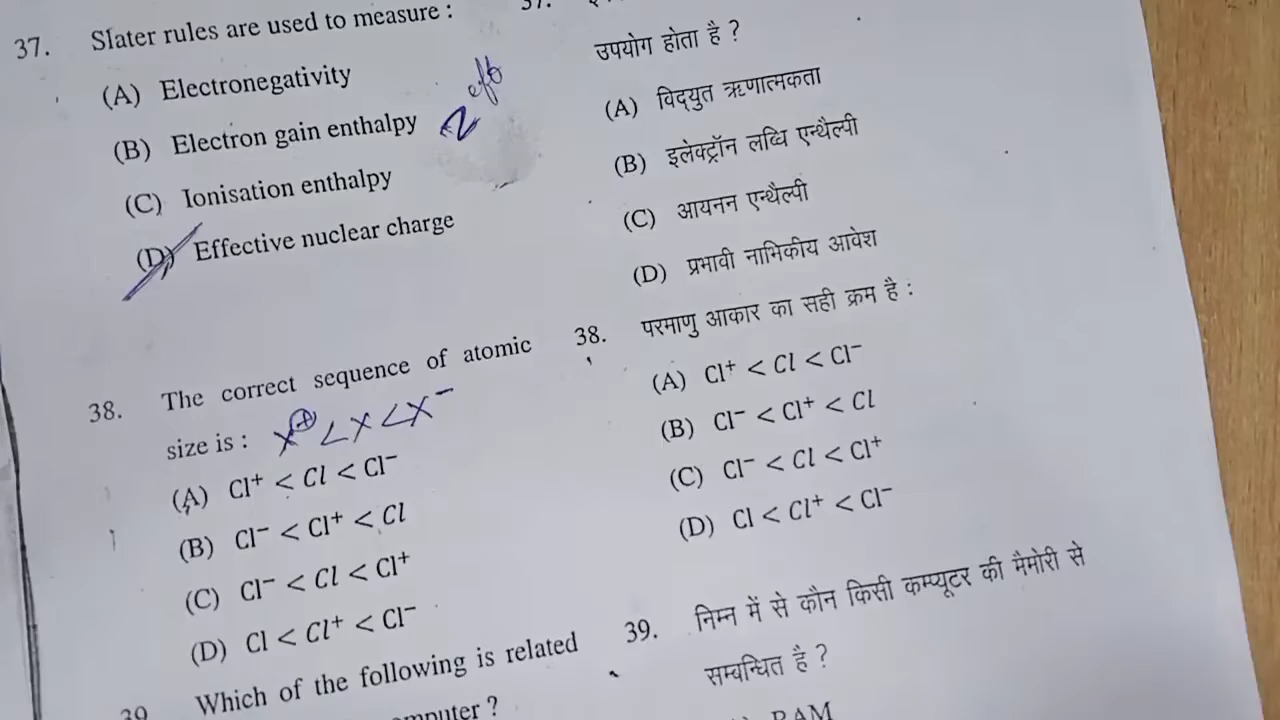 37. Slater rules are used to measure :
(A) Electronegativity
(B) Electron gain enthalpy
Zeff
(C) Ionisation enthalpy
(D) Effective nuclear charge
38. The correct sequence of atomic
size is : X⊕ < X < X⁻
(A) Cl⁺ < Cl < Cl⁻
(B) Cl⁻ < Cl⁺ < Cl
(C) Cl⁻ < Cl < Cl⁺
(D) Cl < Cl⁺ < Cl⁻
39. Which of the following is related
37.
उपयोग होता है ?
(A) विद्युत ऋणात्मकता
(B) इलेक्ट्रॉन लब्धि एन्थैल्पी
(C) आयनन एन्थैल्पी
(D) प्रभावी नाभिकीय आवेश
38. परमाणु आकार का सही क्रम है :
(A) Cl⁺ < Cl < Cl⁻
(B) Cl⁻ < Cl⁺ < Cl
(C) Cl⁻ < Cl < Cl⁺
(D) Cl < Cl⁺ < Cl⁻
39. निम्न में से कौन किसी कम्प्यूटर की मैमोरी से
सम्बन्धित है ?
RAM